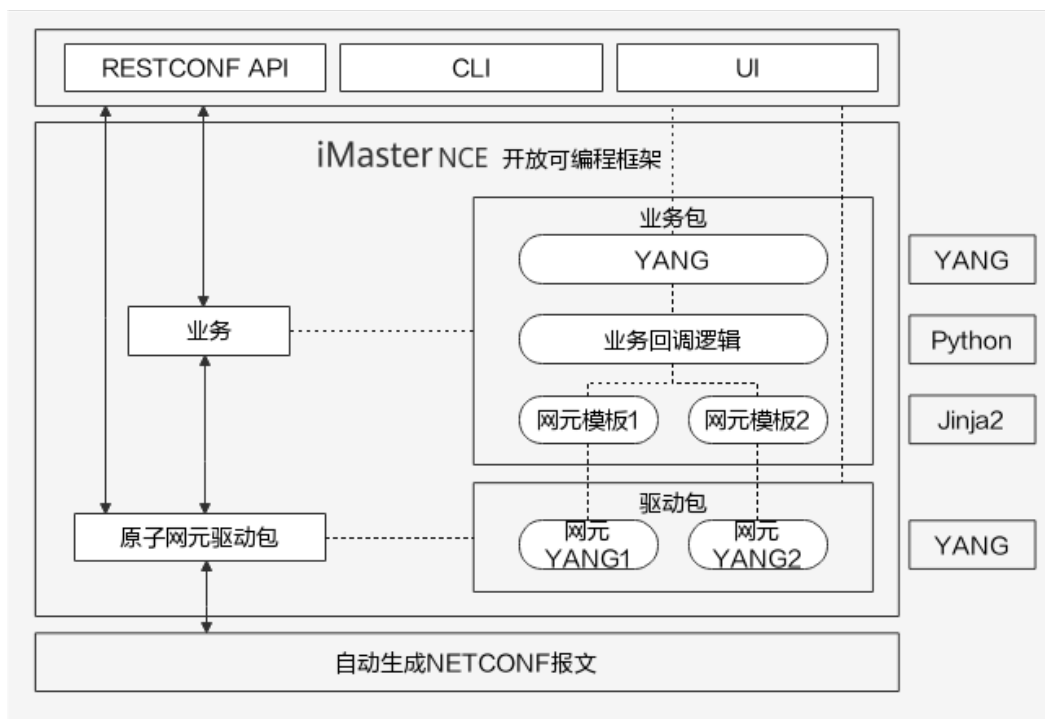 RESTCONF API
CLI
UI
iMaster NCE 开放可编程框架
业务包
YANG
YANG
业务
业务回调逻辑
Python
网元模板1
网元模板2
Jinja2
驱动包
原子网元驱动包
网元
YANG1
网元
YANG2
YANG
自动生成NETCONF报文